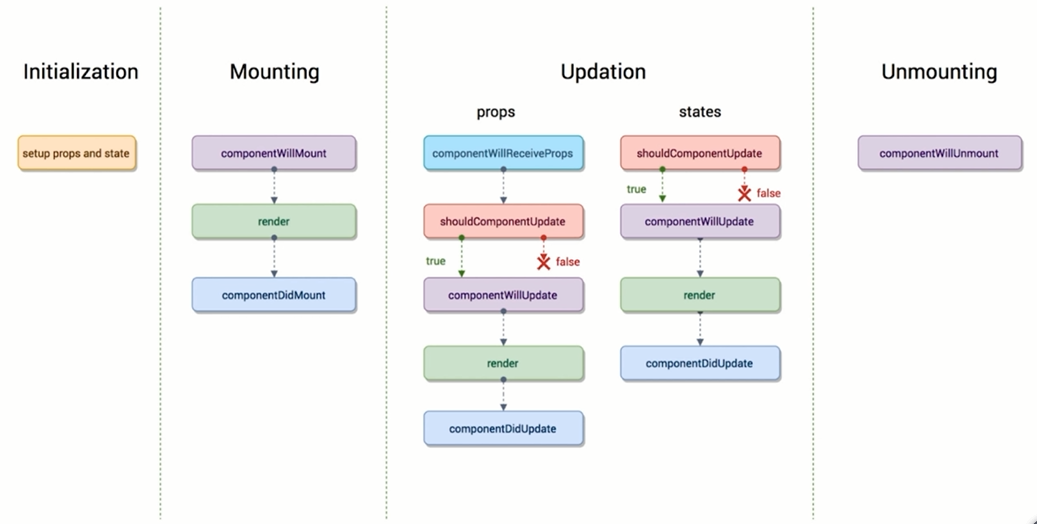 Initialization
Mounting
Updation
Unmounting
props
states
setup props and state
componentWillMount
componentWillReceiveProps
shouldComponentUpdate
componentWillUnmount
true
false
render
shouldComponentUpdate
componentWillUpdate
true
false
componentDidMount
componentWillUpdate
render
render
componentDidUpdate
componentDidUpdate